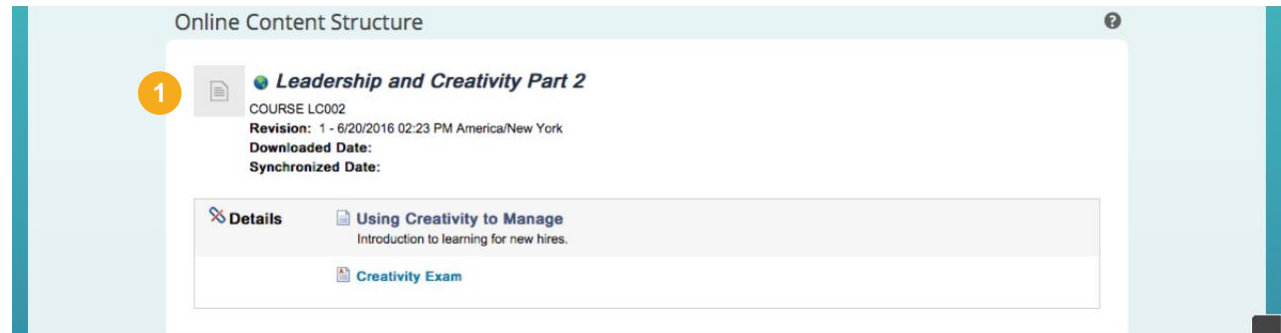 Online Content Structure
?
1
Leadership and Creativity Part 2
COURSE LC002
Revision: 1 - 6/20/2016 02:23 PM America/New York
Downloaded Date:
Synchronized Date:
Details
Using Creativity to Manage
Introduction to learning for new hires.
Creativity Exam